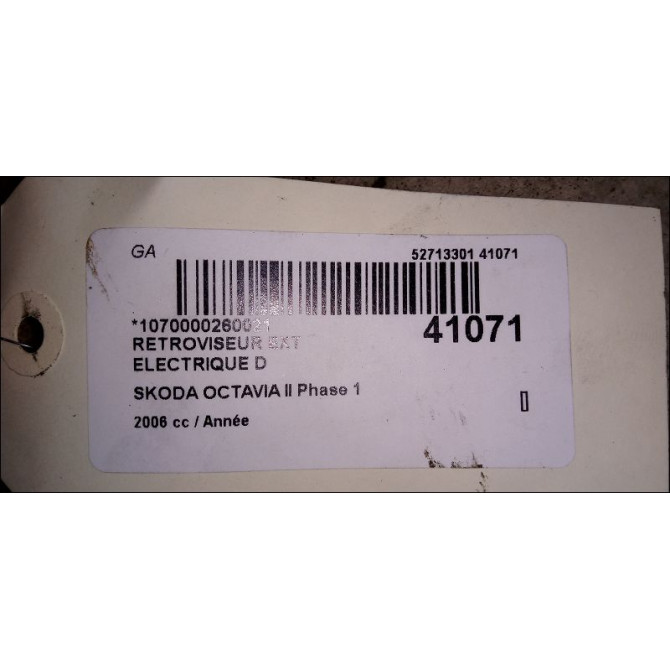 GA 52713301 41071
*1070000260021 41071
RETROVISEUR EXT
ELECTRIQUE D
SKODA OCTAVIA II Phase 1
2006 cc / Année